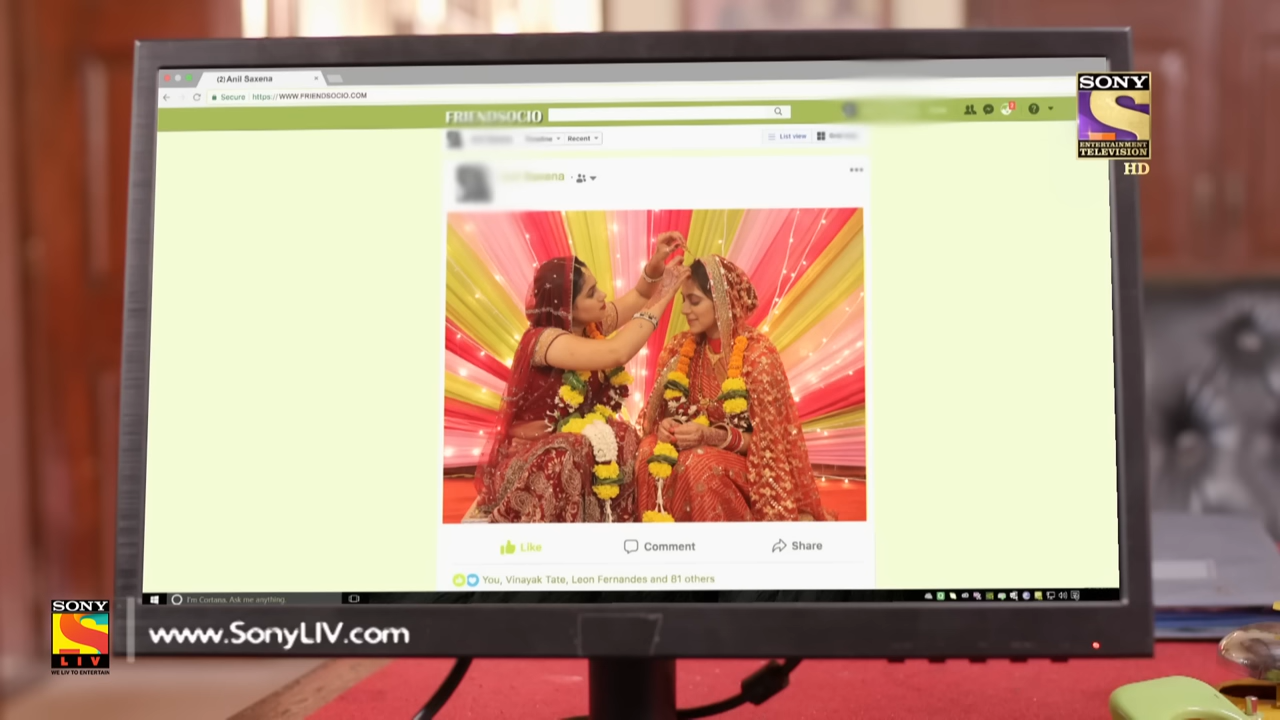 (2) Anil Saxena
Secure https://WWW.FRIENDSOCIO.COM
FRIENDSOCIO
3
Timeline Recent
List view
Saxena
Like Comment Share
You, Vinayak Tate, Leon Fernandes and 81 others
I'm Cortana. Ask me anything.
SONY
ENTERTAINMENT
TELEVISION
HD
SONY
LIV
WE LIV TO ENTERTAIN
www.SonyLIV.com